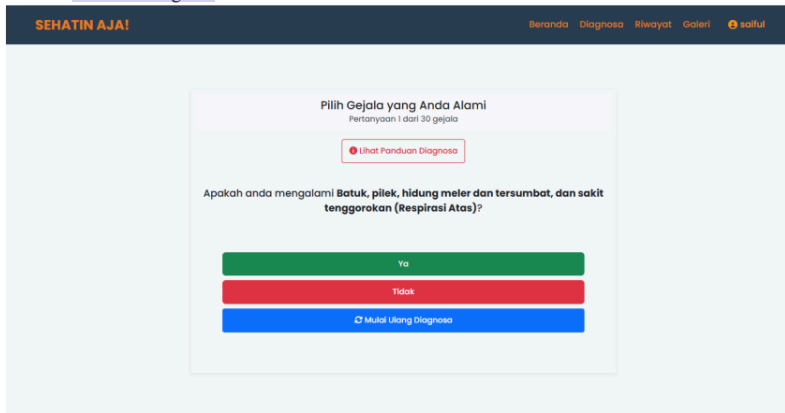 SEHATIN AJA!
Beranda Diagnosa Riwayat Galeri saiful
Pilih Gejala yang Anda Alami
Pertanyaan 1 dari 30 gejala
Lihat Panduan Diagnosa
Apakah anda mengalami Batuk, pilek, hidung meler dan tersumbat, dan sakit
tenggorokan (Respirasi Atas)?
Ya
Tidak
Mulai Ulang Diagnosa